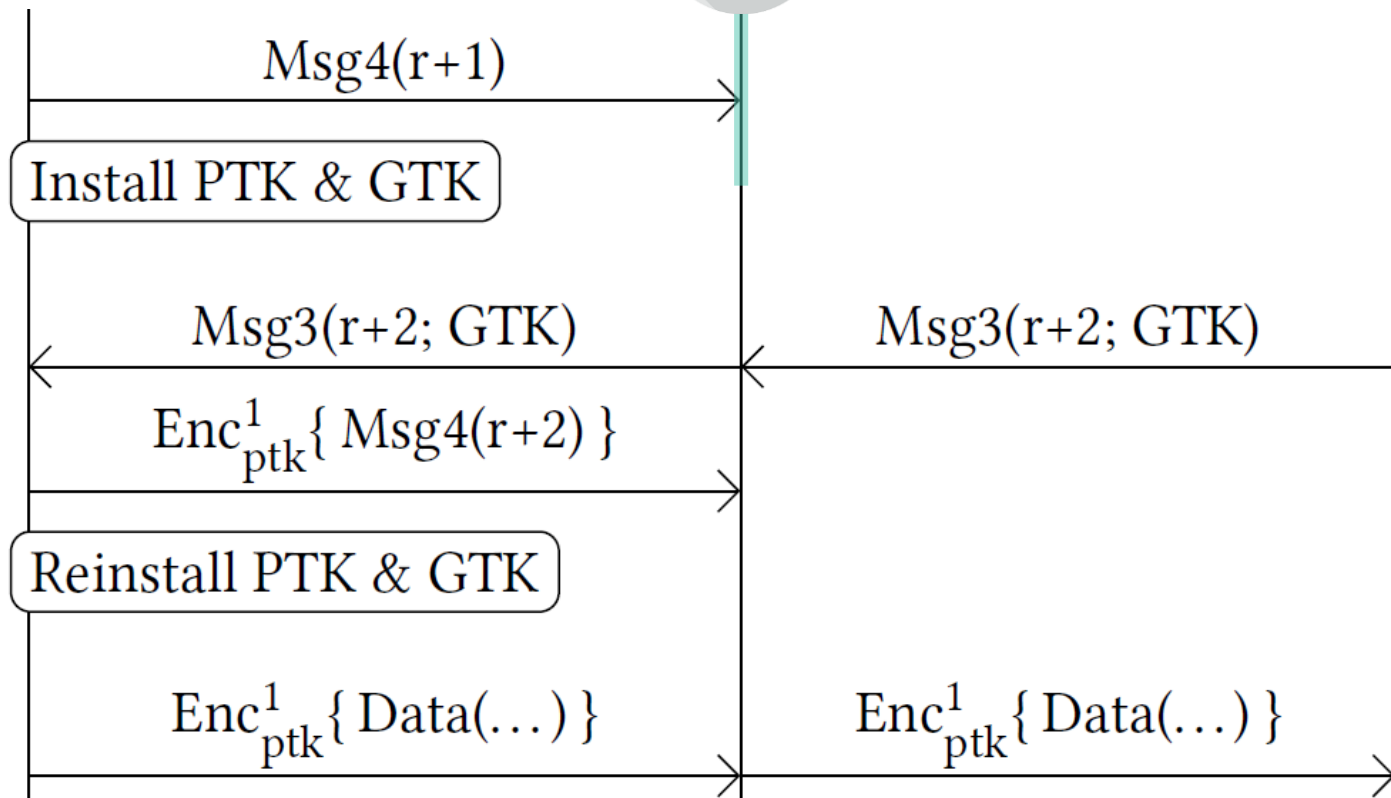 Msg4(r+1)
Install PTK & GTK
Msg3(r+2; GTK) Msg3(r+2; GTK)
Enc¹ₚₜₖ{ Msg4(r+2) }
Reinstall PTK & GTK
Enc¹ₚₜₖ{ Data(…) } Enc¹ₚₜₖ{ Data(…) }